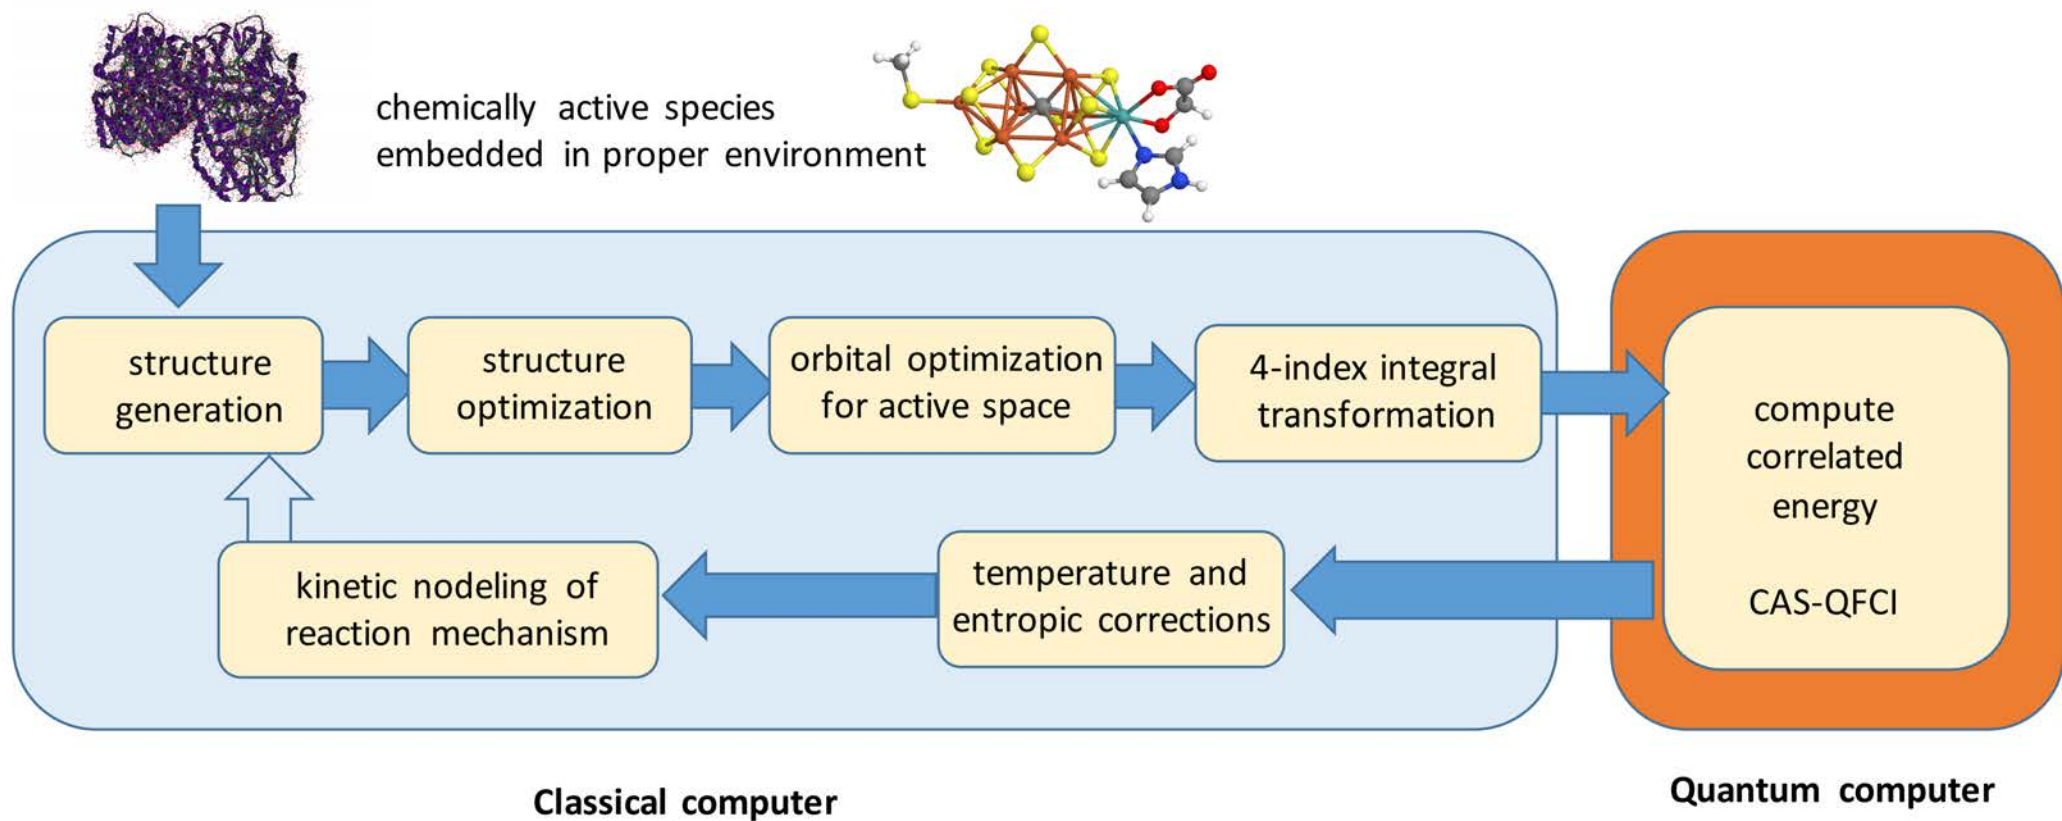 chemically active species
embedded in proper environment
structure
generation
structure
optimization
orbital optimization
for active space
4-index integral
transformation
compute
correlated
energy
CAS-QFCI
temperature and
entropic corrections
kinetic nodeling of
reaction mechanism
Classical computer
Quantum computer